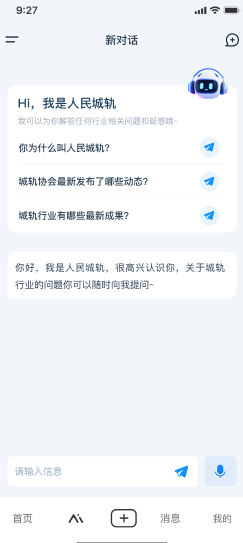 9:27
新对话
Hi，我是人民城轨
我可以为你解答任何行业相关问题和疑惑哦~
你为什么叫人民城轨?
城轨协会最新发布了哪些动态?
城轨行业有哪些最新成果?
你好，我是人民城轨，很高兴认识你，关于城轨
行业的问题你可以随时向我提问~
请输入信息
首页
消息
我的